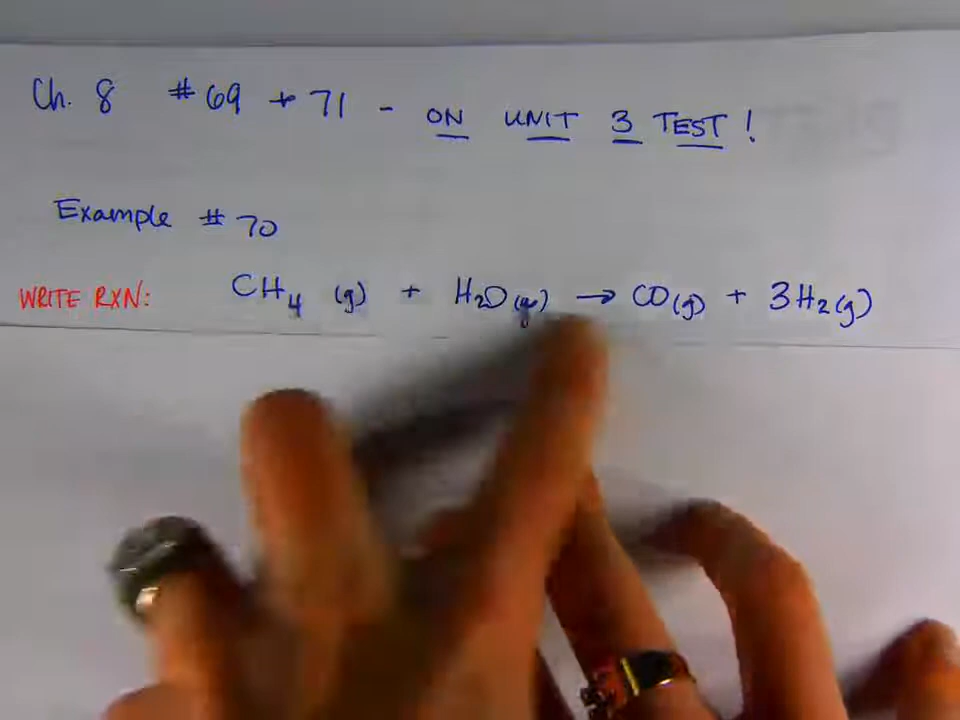 Ch. 8 #69 + 71 - ON UNIT 3 TEST!
Example #70
WRITE RXN: CH₄ (g) + H₂O(g) → CO(g) + 3H₂(g)